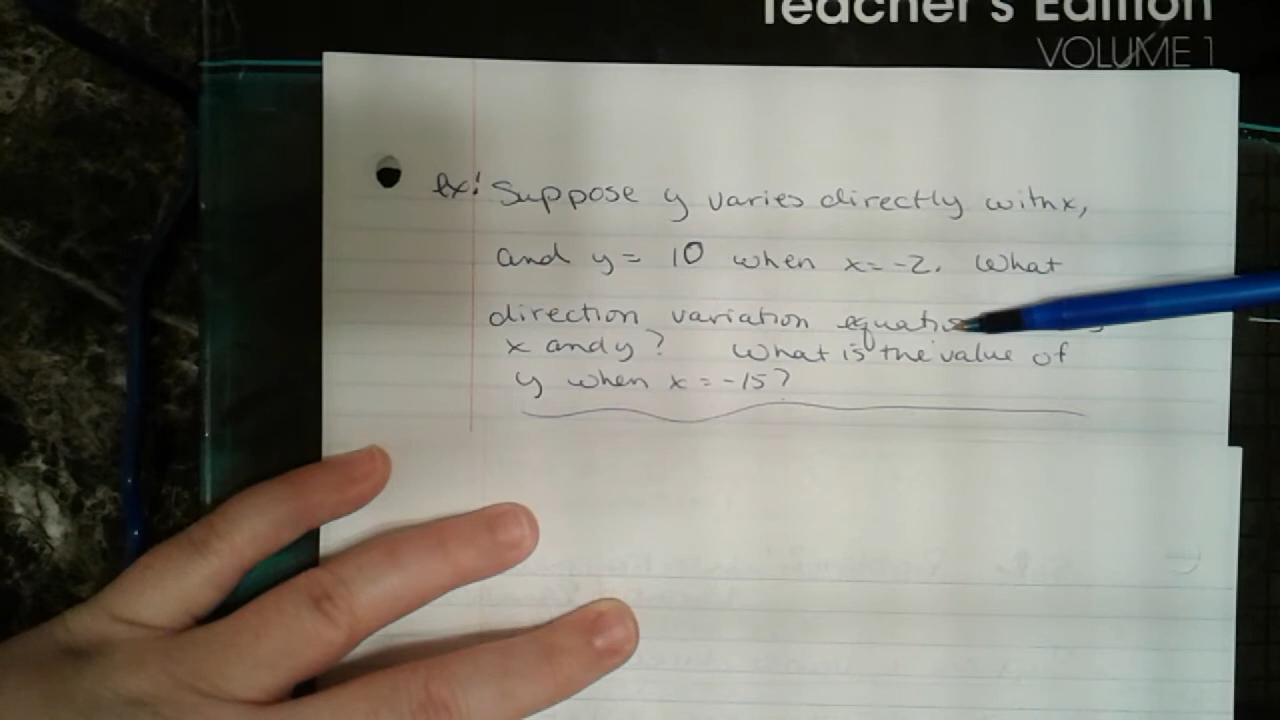 Teacher's Edition
VOLUME 1
ex: Suppose y varies directly with x,
and y = 10 when x = -2. What
direction variation
x and y? What is the value of
y when x = -15?